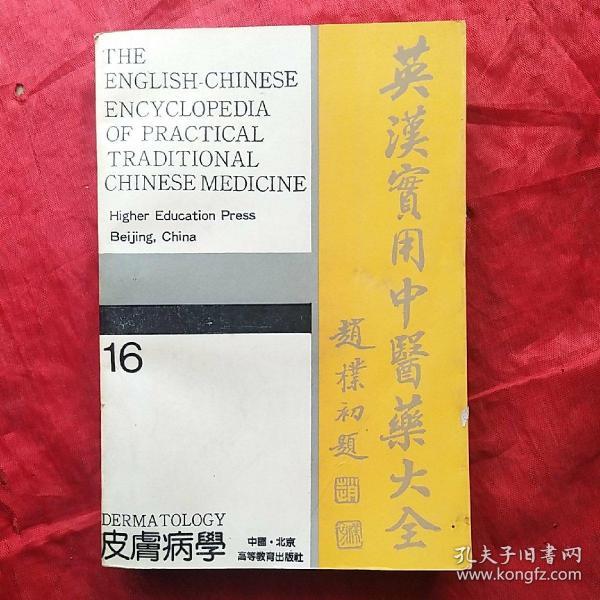 THE
ENGLISH-CHINESE
ENCYCLOPEDIA
OF PRACTICAL
TRADITIONAL
CHINESE MEDICINE
Higher Education Press
Beijing, China
16
DERMATOLOGY
皮膚病學
中國·北京
高等教育出版社
英漢實用中醫藥大全
趙樸初題
孔夫子旧书网
www.kongfz.com